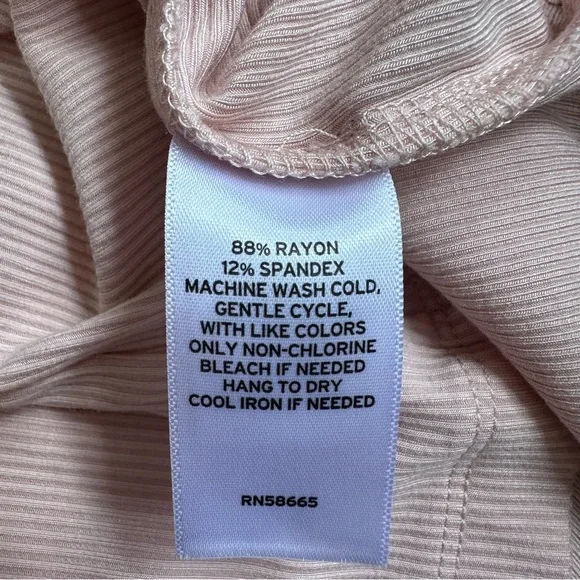 88% RAYON
12% SPANDEX
MACHINE WASH COLD,
GENTLE CYCLE,
WITH LIKE COLORS
ONLY NON-CHLORINE
BLEACH IF NEEDED
HANG TO DRY
COOL IRON IF NEEDED
RN58665